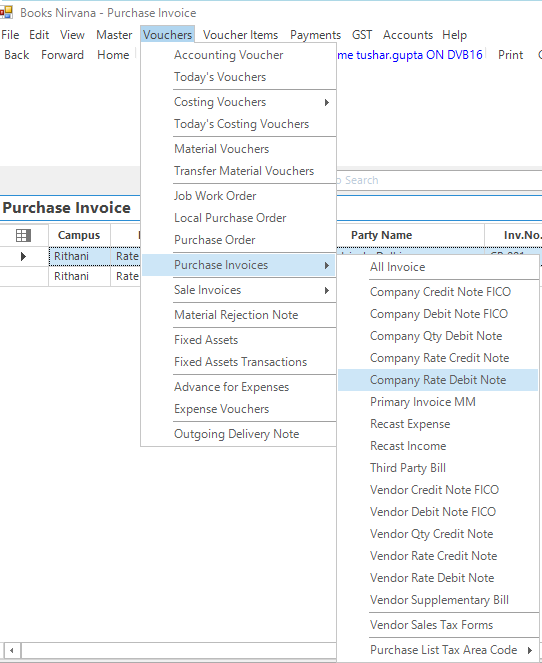 Books Nirvana - Purchase Invoice
File Edit View Master Vouchers Voucher Items Payments GST Accounts Help
Back Forward Home me tushar.gupta ON DVB16 Print C
Accounting Voucher
Today's Vouchers
Costing Vouchers
Today's Costing Vouchers
Material Vouchers
Transfer Material Vouchers
Search
Job Work Order
Local Purchase Order
Purchase Order
Purchase Invoices
Sale Invoices
Material Rejection Note
Fixed Assets
Fixed Assets Transactions
Advance for Expenses
Expense Vouchers
Outgoing Delivery Note
Purchase Invoice
Campus Party Name Inv.No.
Rithani Rate
Rithani Rate
All Invoice
Company Credit Note FICO
Company Debit Note FICO
Company Qty Debit Note
Company Rate Credit Note
Company Rate Debit Note
Primary Invoice MM
Recast Expense
Recast Income
Third Party Bill
Vendor Credit Note FICO
Vendor Debit Note FICO
Vendor Qty Credit Note
Vendor Rate Credit Note
Vendor Rate Debit Note
Vendor Supplementary Bill
Vendor Sales Tax Forms
Purchase List Tax Area Code